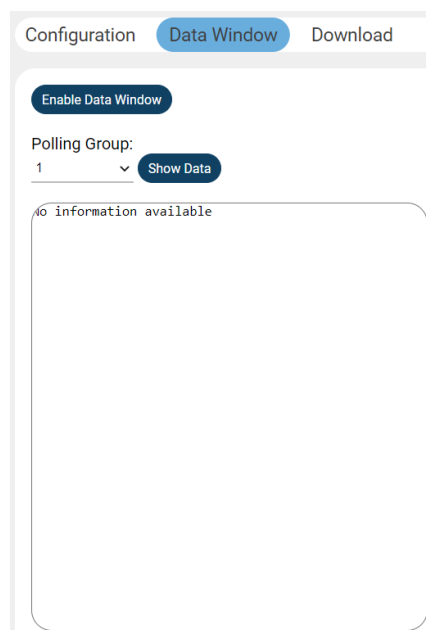 Configuration Data Window Download
Enable Data Window
Polling Group:
1 Show Data
No information available